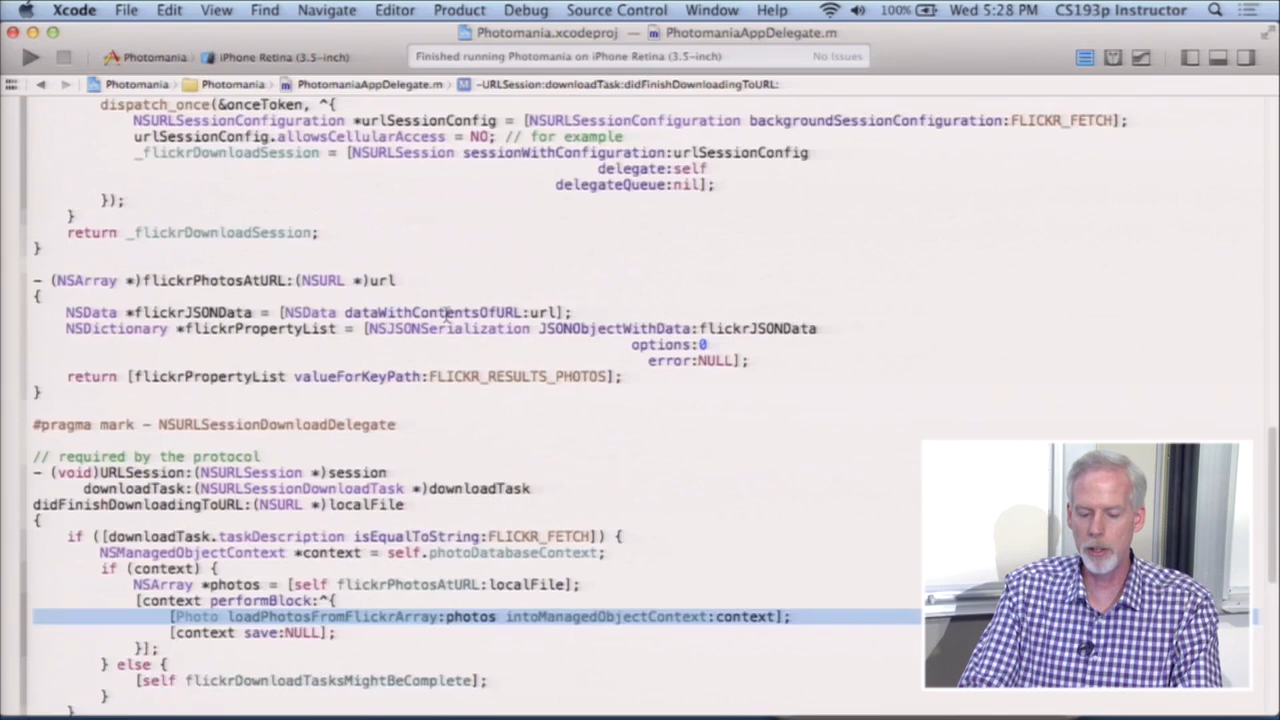 Xcode File Edit View Find Navigate Editor Product Debug Source Control Window Help 100% Wed 5:28 PM CS193p Instructor
Photomania.xcodeproj — PhotomaniaAppDelegate.m
Photomania iPhone Retina (3.5-inch) Finished running Photomania on iPhone Retina (3.5-inch) No Issues
Photomania Photomania PhotomaniaAppDelegate.m M -URLSession:downloadTask:didFinishDownloadingToURL:
dispatch_once(&onceToken, ^{
NSURLSessionConfiguration *urlSessionConfig = [NSURLSessionConfiguration backgroundSessionConfiguration:FLICKR_FETCH];
urlSessionConfig.allowsCellularAccess = NO; // for example
_flickrDownloadSession = [NSURLSession sessionWithConfiguration:urlSessionConfig
delegate:self
delegateQueue:nil];
});
}
return _flickrDownloadSession;
}
- (NSArray *)flickrPhotosAtURL:(NSURL *)url
{
NSData *flickrJSONData = [NSData dataWithContentsOfURL:url];
NSDictionary *flickrPropertyList = [NSJSONSerialization JSONObjectWithData:flickrJSONData
options:0
error:NULL];
return [flickrPropertyList valueForKeyPath:FLICKR_RESULTS_PHOTOS];
}
#pragma mark - NSURLSessionDownloadDelegate
// required by the protocol
- (void)URLSession:(NSURLSession *)session
downloadTask:(NSURLSessionDownloadTask *)downloadTask
didFinishDownloadingToURL:(NSURL *)localFile
{
if ([downloadTask.taskDescription isEqualToString:FLICKR_FETCH]) {
NSManagedObjectContext *context = self.photoDatabaseContext;
if (context) {
NSArray *photos = [self flickrPhotosAtURL:localFile];
[context performBlock:^{
[Photo loadPhotosFromFlickrArray:photos intoManagedObjectContext:context];
[context save:NULL];
}];
} else {
[self flickrDownloadTasksMightBeComplete];
}
}